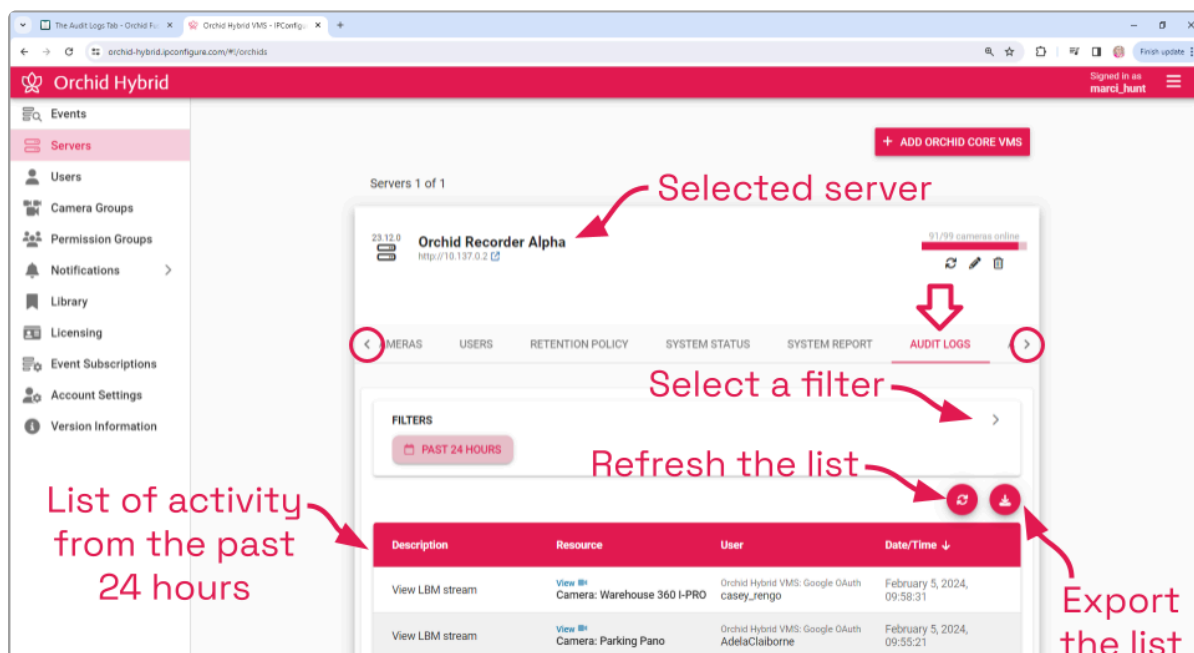 The Audit Logs Tab - Orchid Fu
Orchid Hybrid VMS - IPConfigu
orchid-hybrid.ipconfigure.com/#!/orchids
Finish update
Orchid Hybrid
Signed in as
marci_hunt
Events
Servers
Users
Camera Groups
Permission Groups
Notifications
Library
Licensing
Event Subscriptions
Account Settings
Version Information
+ ADD ORCHID CORE VMS
Servers 1 of 1
Selected server
23.12.0
Orchid Recorder Alpha
http://10.137.0.2
91/99 cameras online
AMERAS USERS RETENTION POLICY SYSTEM STATUS SYSTEM REPORT AUDIT LOGS
Select a filter
FILTERS
PAST 24 HOURS
Refresh the list
List of activity
from the past
24 hours
Description Resource User Date/Time ↓
View LBM stream
View
Camera: Warehouse 360 I-PRO
Orchid Hybrid VMS: Google OAuth
casey_rengo
February 5, 2024,
09:58:31
View LBM stream
View
Camera: Parking Pano
Orchid Hybrid VMS: Google OAuth
AdelaClaiborne
February 5, 2024,
09:55:21
Export
the list